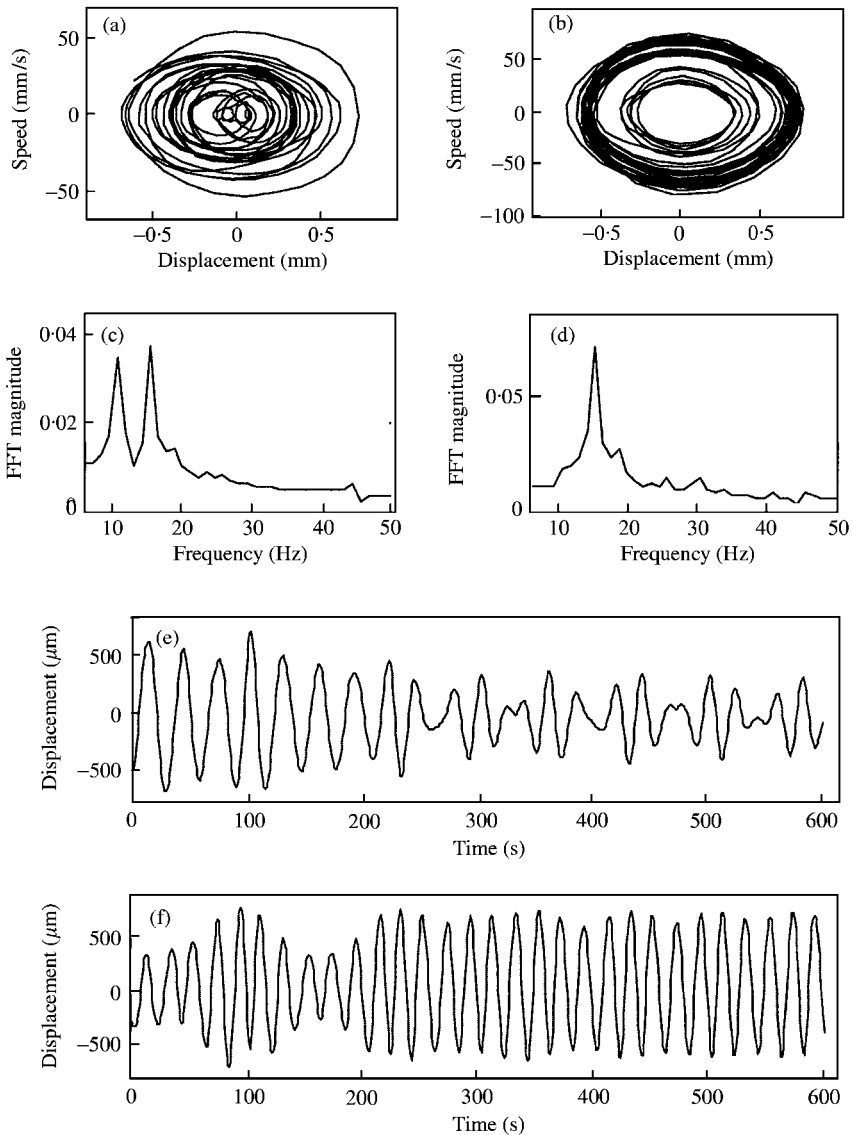 (a)
50
0
−50
Speed (mm/s)
−0·5 0 0·5
Displacement (mm)
(b)
50
0
−50
−100
Speed (mm/s)
−0·5 0 0·5
Displacement (mm)
(c)
0·04
0·02
0
FFT magnitude
10 20 30 40 50
Frequency (Hz)
(d)
0·05
0
FFT magnitude
10 20 30 40 50
Frequency (Hz)
(e)
500
0
−500
Displacement (μm)
0 100 200 300 400 500 600
Time (s)
(f)
500
0
−500
Displacement (μm)
0 100 200 300 400 500 600
Time (s)